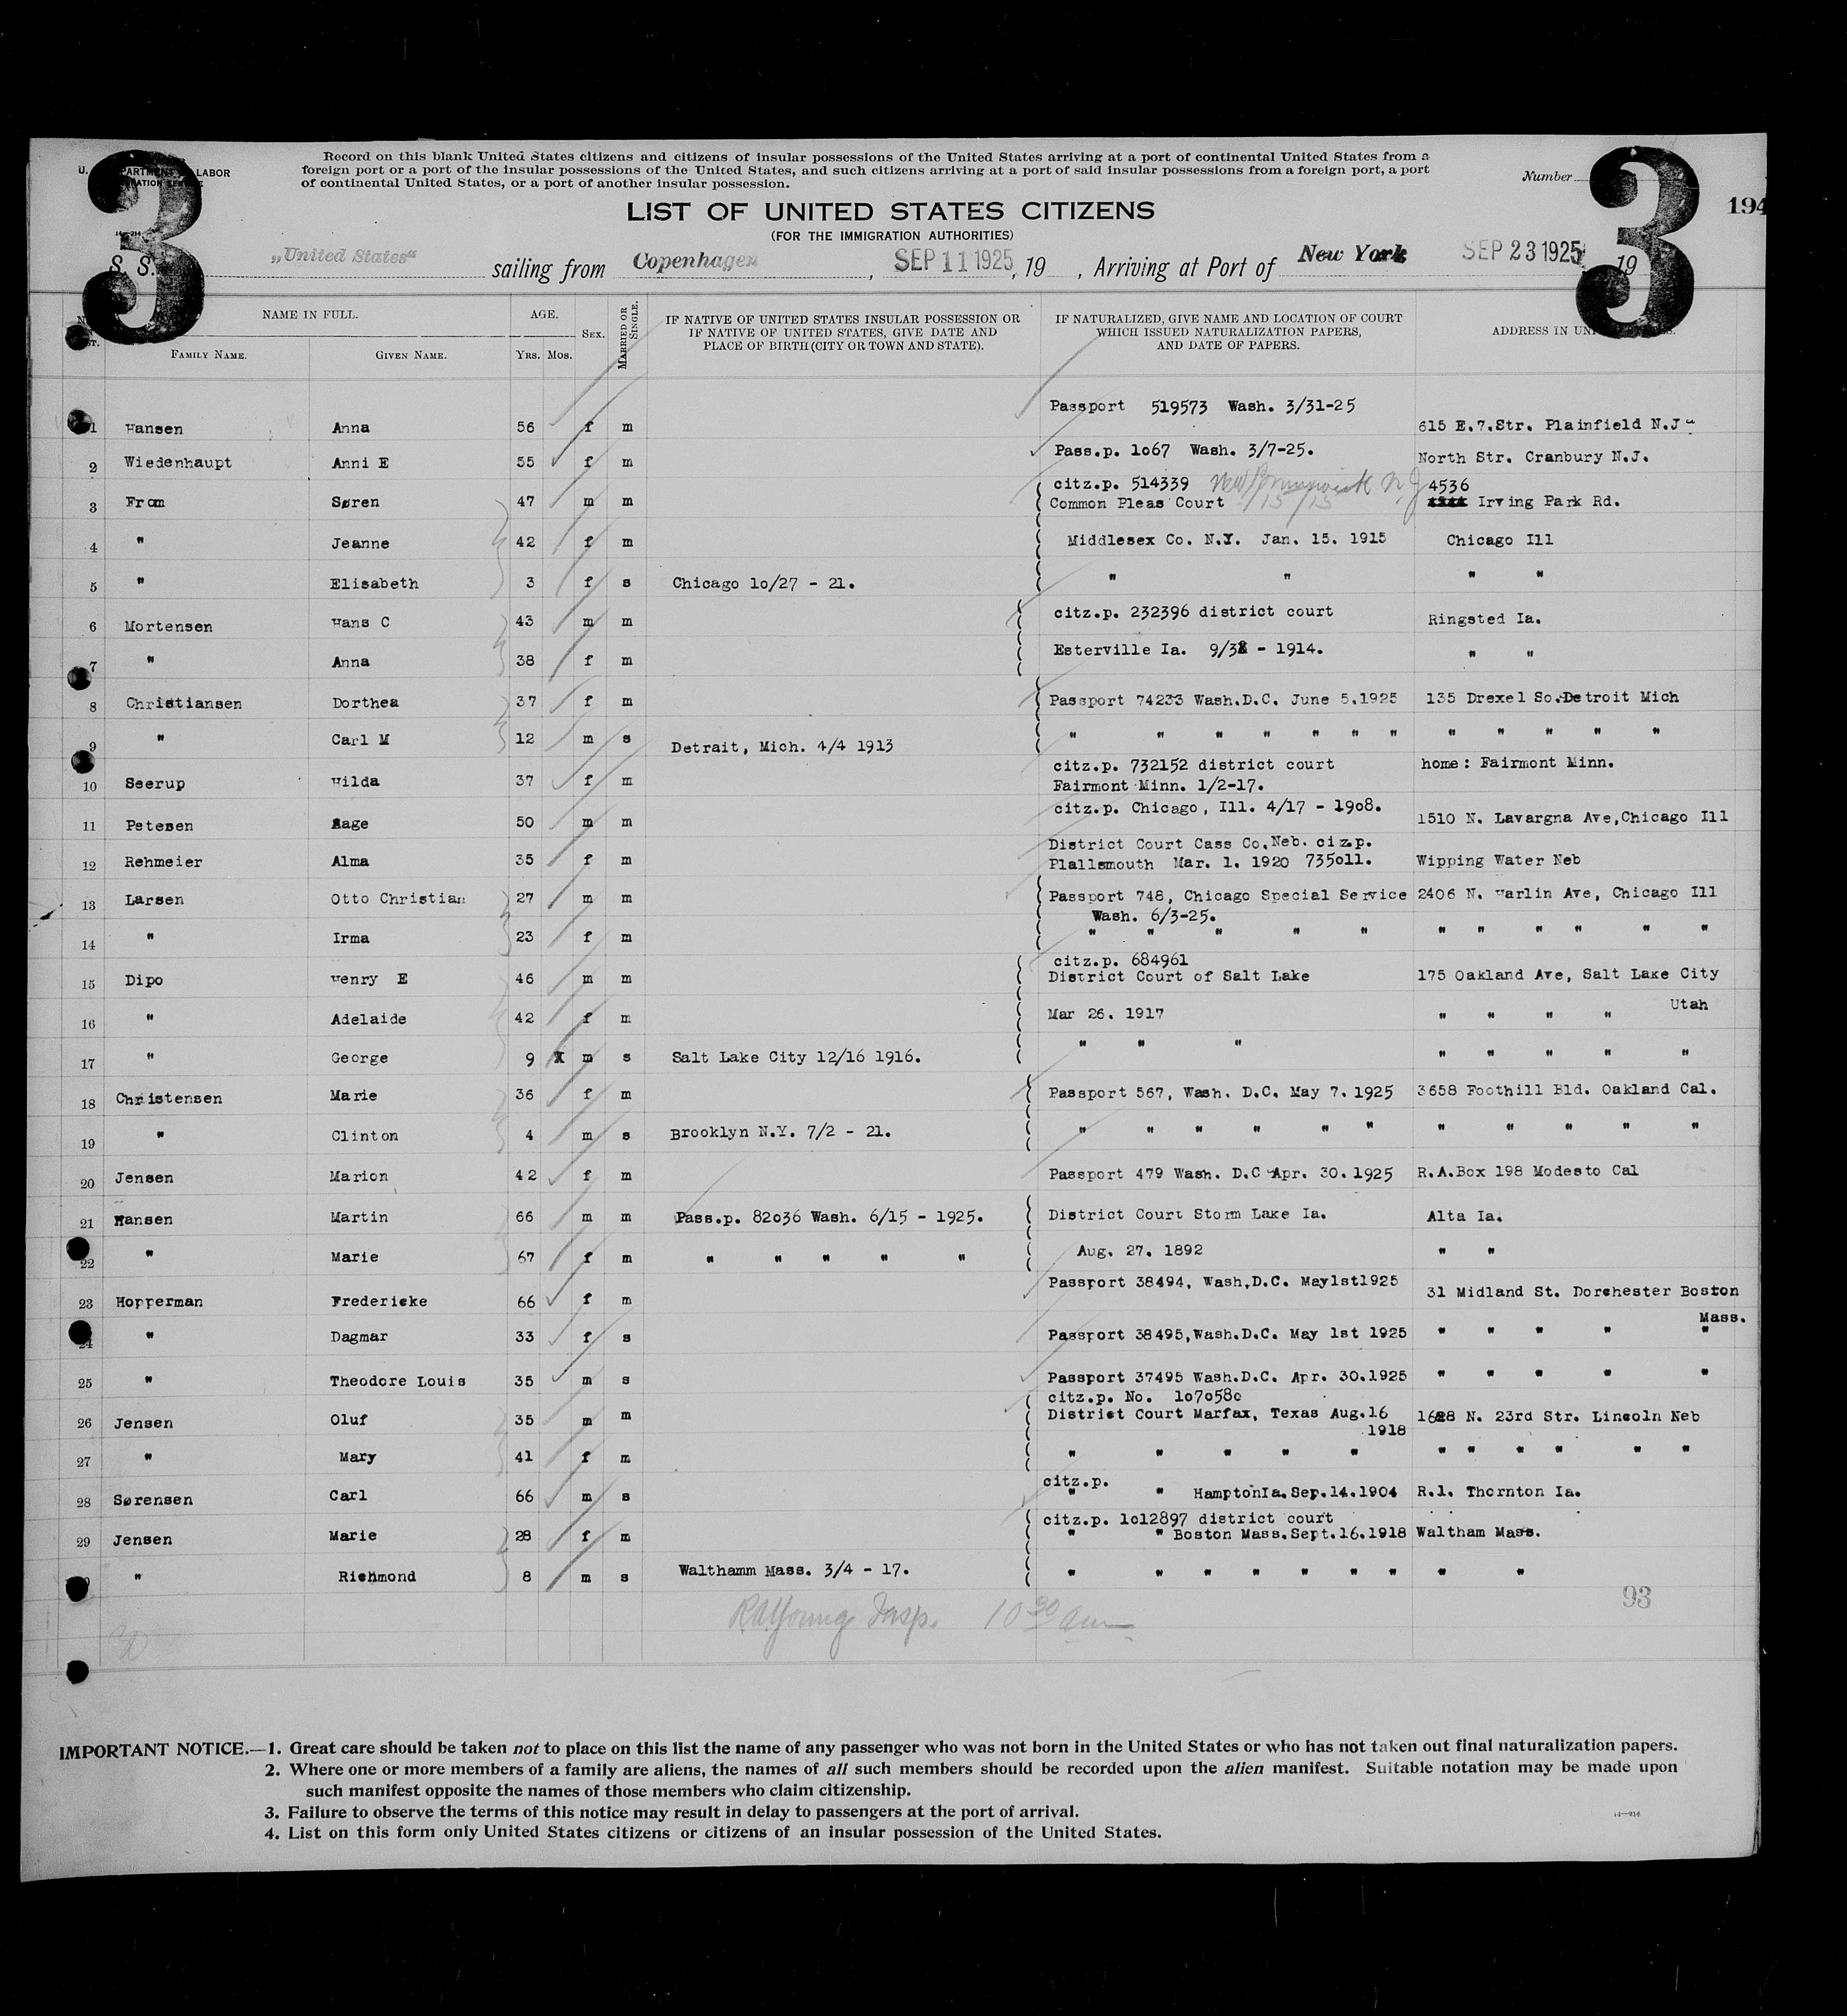 3
3
U. S. DEPARTMENT OF LABOR
IMMIGRATION SERVICE
Record on this blank United States citizens and citizens of insular possessions of the United States arriving at a port of continental United States from a
foreign port or a port of the insular possessions of the United States, and such citizens arriving at a port of said insular possessions from a foreign port, a port
of continental United States, or a port of another insular possession.
Number
194
LIST OF UNITED STATES CITIZENS
(FOR THE IMMIGRATION AUTHORITIES)
S. S. „United States“ sailing from Copenhagen, SEP 11 1925, 19 , Arriving at Port of New York SEP 23 1925 19
NAME IN FULL. AGE. SEX. MARRIED OR SINGLE. IF NATIVE OF UNITED STATES INSULAR POSSESSION OR IF NATIVE OF UNITED STATES, GIVE DATE AND PLACE OF BIRTH (CITY OR TOWN AND STATE). IF NATURALIZED, GIVE NAME AND LOCATION OF COURT WHICH ISSUED NATURALIZATION PAPERS, AND DATE OF PAPERS. ADDRESS IN
FAMILY NAME. GIVEN NAME. YRS. MOS.
Passport 519573 Wash. 3/31-25
1 Hansen Anna 56 f m 615 E.7.Str. Plainfield N.J
2 Wiedenhaupt Anni E 55 f m Pass.p. 1o67 Wash. 3/7-25. North Str. Cranbury N.J.
citz.p. 514339 New Brunswick N.J 4536
3 From Søren 47 m m Common Pleas Court 1/15/15 Irving Park Rd.
4 " Jeanne 42 f m Middlesex Co. N.Y. Jan. 15. 1915 Chicago Ill
5 " Elisabeth 3 f s Chicago 1o/27 - 21. " " " "
6 Mortensen Hans C 43 m m citz.p. 232396 district court Ringsted Ia.
7 " Anna 38 f m Esterville Ia. - 1914. " "
8 Christiansen Dorthea 37 f m Passport 74233 Wash.D.C. June 5.1925 135 Drexel So.Detroit Mich
9 " Carl M 12 m s Detrait, Mich. 4/4 1913 " " " " " " " " " " " "
citz.p. 732152 district court home: Fairmont Minn.
10 Seerup Hilda 37 f m Fairmont Minn. 1/2-17.
citz.p. Chicago, Ill. 4/17 - 19o8.
11 Petesen Aage 50 m m 1510 N. Lavargna Ave,Chicago Ill
District Court Cass Co.Neb. ciz.p.
12 Rehmeier Alma 35 f m Plallsmouth Mar. 1. 1920 735o11. Wipping Water Neb
13 Larsen Otto Christian 27 m m Passport 748, Chicago Special Service 2406 N. Harlin Ave, Chicago Ill
Wash. 6/3-25.
14 " Irma 23 f m " " " " " " " " " " "
citz.p. 684961
15 Dipo Henry E 46 m m District Court of Salt Lake 175 Oakland Ave, Salt Lake City
16 " Adelaide 42 f m Mar 26. 1917 " " " " Utah
17 " George 9 X m s Salt Lake City 12/16 1916. " " " " " " " "
18 Christensen Marie 36 f m Passport 567, Wash. D.C. May 7. 1925 3658 Foothill Bld. Oakland Cal.
19 " Clinton 4 m s Brooklyn N.Y. 7/2 - 21. " " " " " " " " " " "
20 Jensen Marion 42 f m Passport 479 Wash. D.C Apr. 30. 1925 R.A.Box 198 Modesto Cal
21 Hansen Martin 66 m m Pass.p. 82o36 Wash. 6/15 - 1925. District Court Storm Lake Ia. Alta Ia.
22 " Marie 67 f m " " " " " Aug. 27. 1892 " "
Passport 38494, Wash,D.C. May1st1925
23 Hopperman Frederieke 66 f m 31 Midland St. Dorchester Boston
Mass.
24 " Dagmar 33 f s Passport 38495,Wash.D.C. May 1st 1925 " " " " "
25 " Theodore Louis 35 m s Passport 37495 Wash.D.C. Apr. 30.1925 " " " " "
citz.p. No. 1o7o58o
26 Jensen Oluf 35 m m District Court Marfax, Texas Aug.16 N. 23rd Str. Lincoln Neb
1918
27 " Mary 41 f m " " " " " " " " " " "
citz.p.
28 Sørensen Carl 66 m s " " HamptonIa.Sep.14.19o4 R.1. Thornton Ia.
citz.p. 1o12897 district court
29 Jensen Marie 28 f m " " Boston Mass.Sept.16.1918 Waltham Mass.
" Richmond 8 m s Walthamm Mass. 3/4 - 17. " " " " " " " " "
93
RAYoung Insp. 10 30 am
30
IMPORTANT NOTICE.—1. Great care should be taken not to place on this list the name of any passenger who was not born in the United States or who has not taken out final naturalization papers.
2. Where one or more members of a family are aliens, the names of all such members should be recorded upon the alien manifest. Suitable notation may be made upon
such manifest opposite the names of those members who claim citizenship.
3. Failure to observe the terms of this notice may result in delay to passengers at the port of arrival.
4. List on this form only United States citizens or citizens of an insular possession of the United States.
14—214